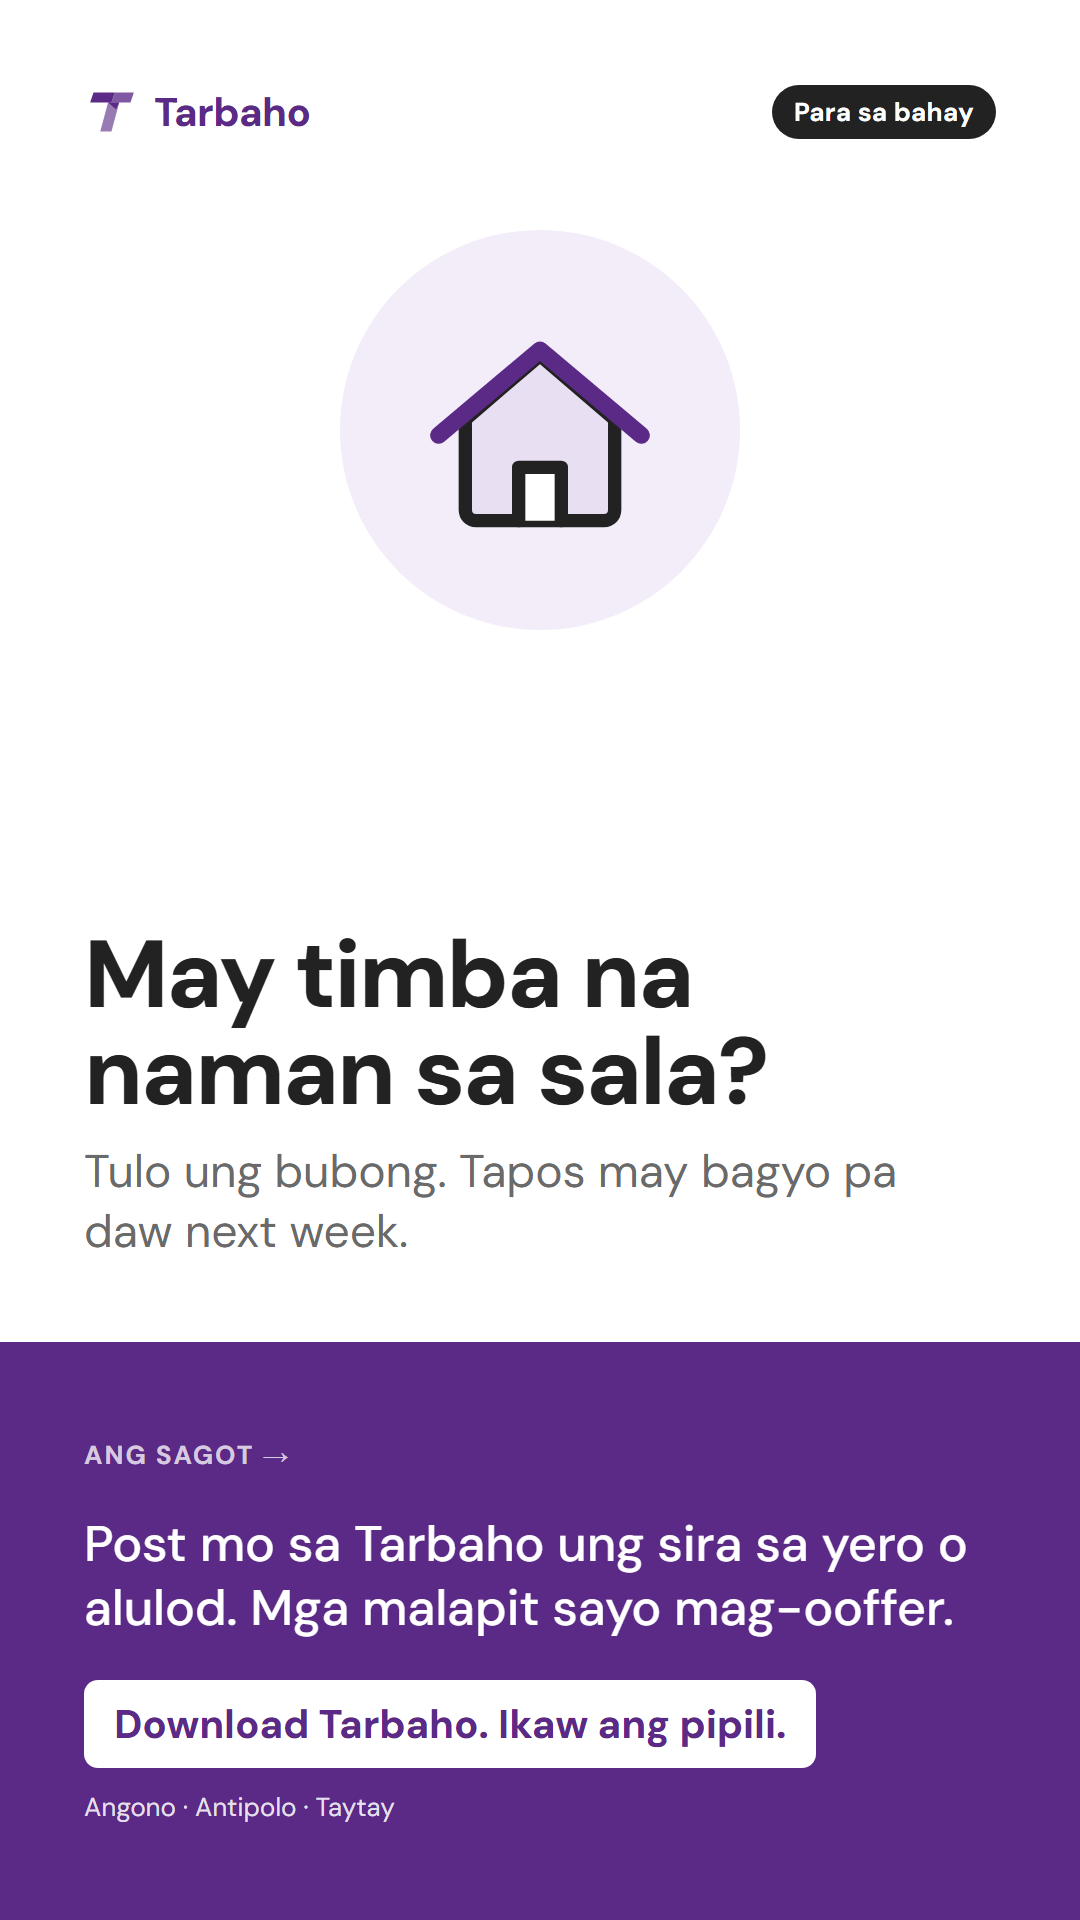 Tarbaho
Para sa bahay
May timba na
naman sa sala?
Tulo ung bubong. Tapos may bagyo pa
daw next week.
ANG SAGOT →
Post mo sa Tarbaho ung sira sa yero o
alulod. Mga malapit sayo mag-ooffer.
Download Tarbaho. Ikaw ang pipili.
Angono · Antipolo · Taytay